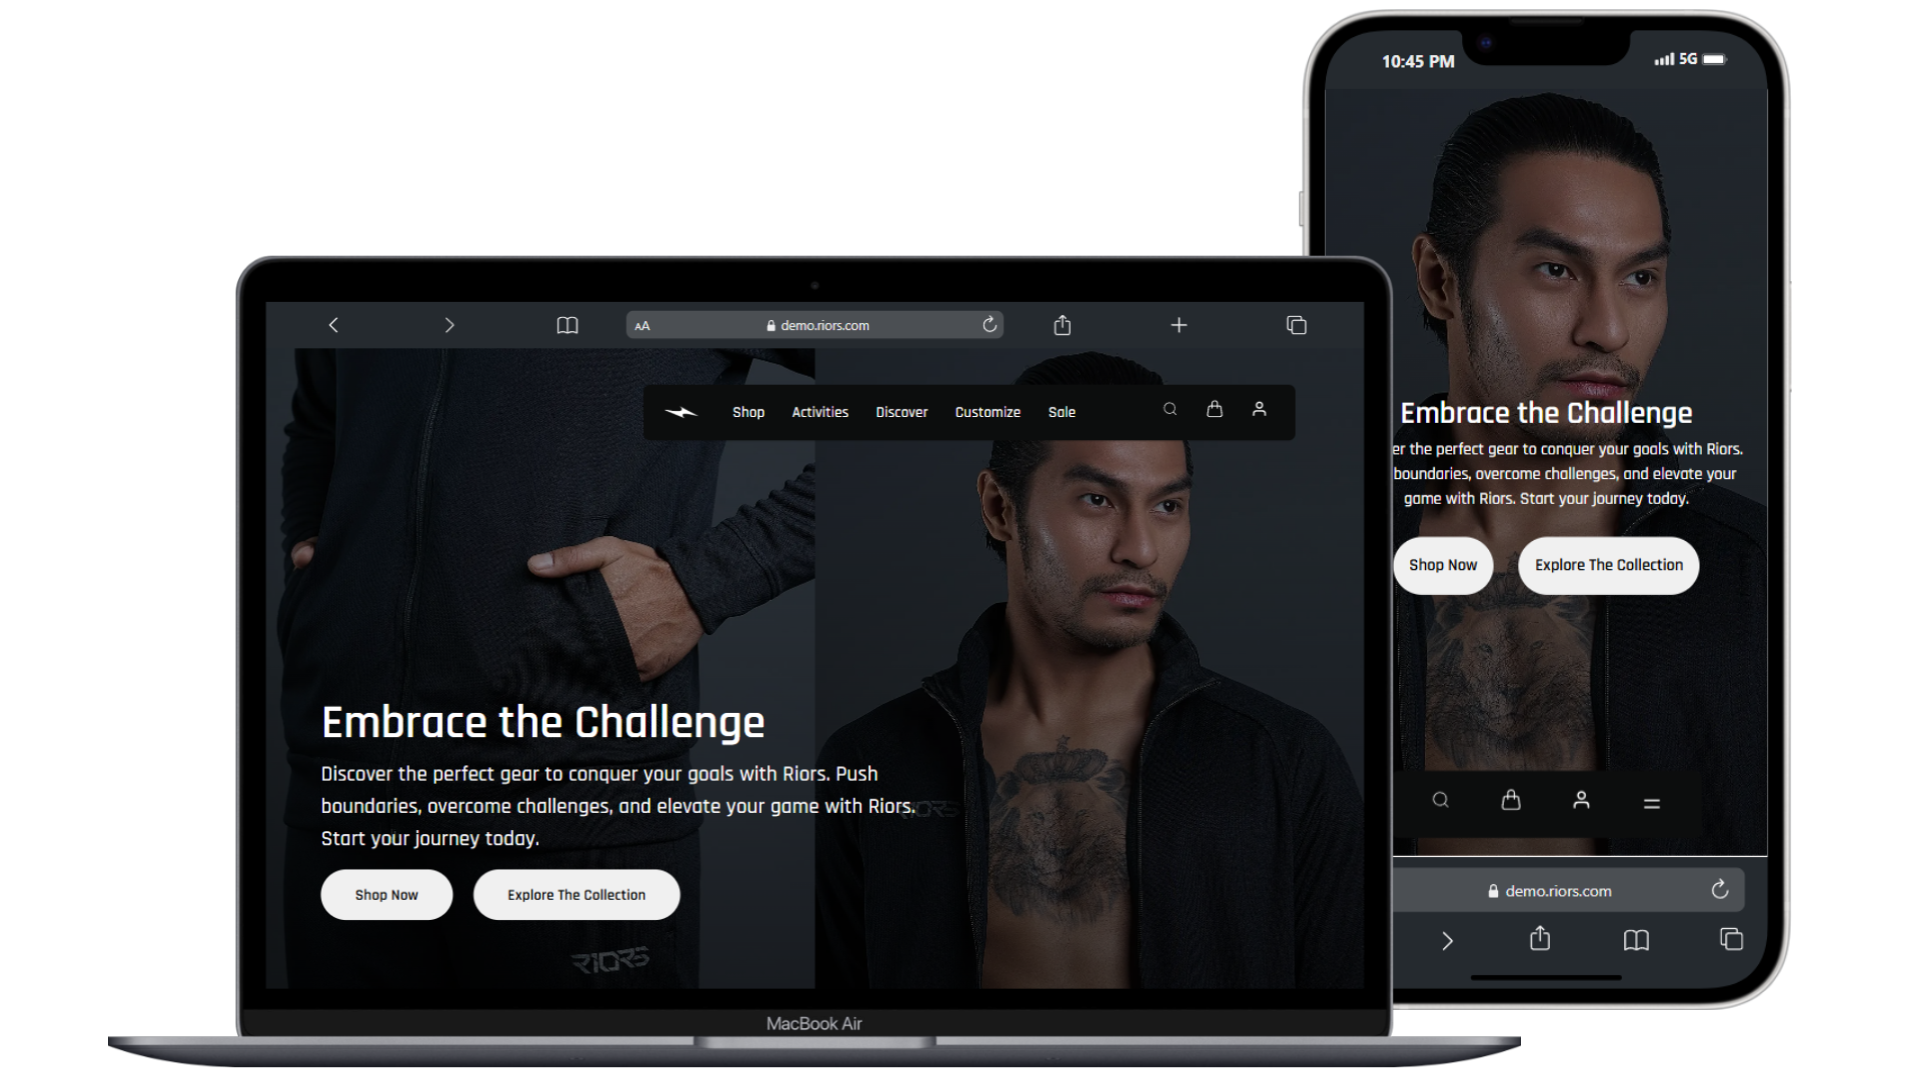 10:45 PM
5G
AA
demo.riors.com
Shop
Activities
Discover
Customize
Sale
Embrace the Challenge
Discover the perfect gear to conquer your goals with Riors. Push
boundaries, overcome challenges, and elevate your game with Riors.
Start your journey today.
Shop Now
Explore The Collection
RIORS
RIORS
MacBook Air
Embrace the Challenge
er the perfect gear to conquer your goals with Riors.
boundaries, overcome challenges, and elevate your
game with Riors. Start your journey today.
Shop Now
Explore The Collection
demo.riors.com